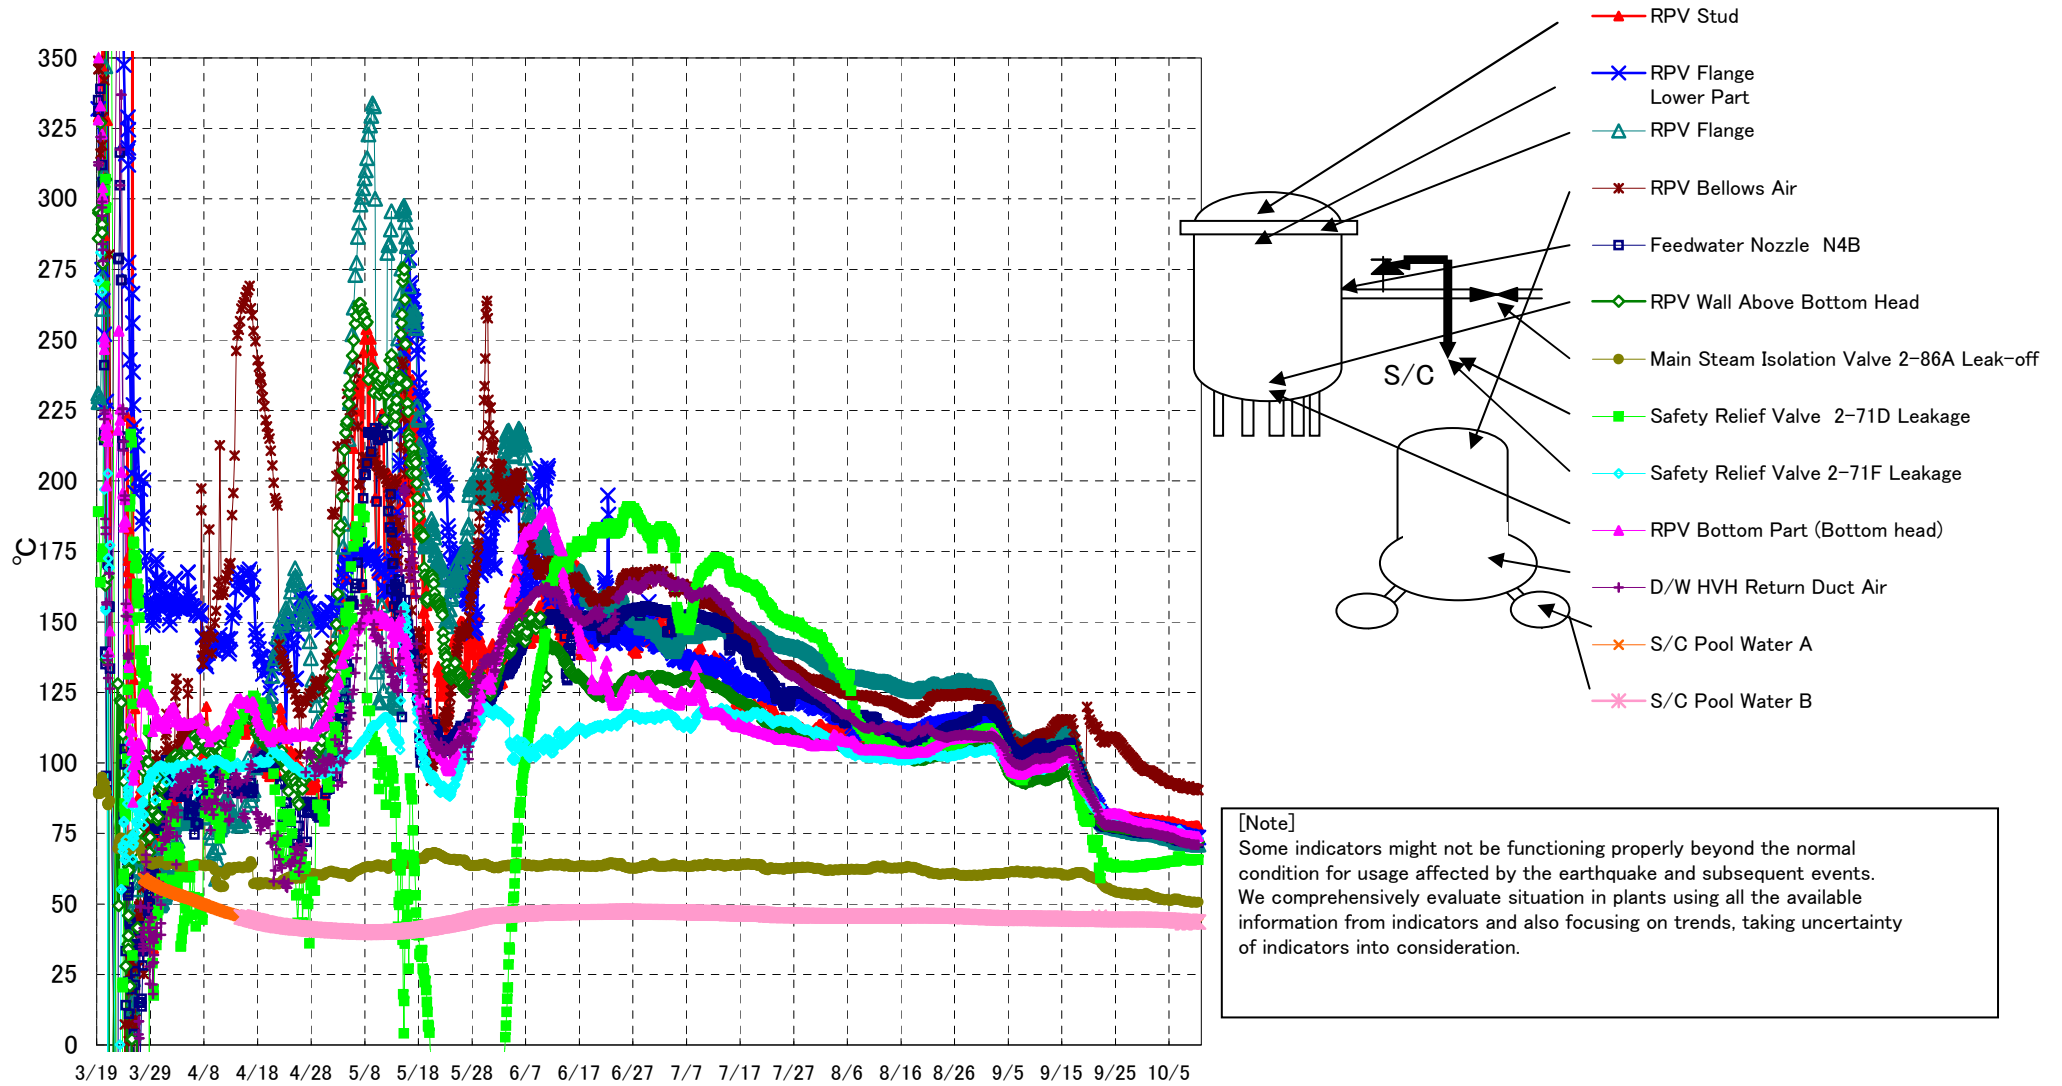 RPV Stud
RPV Flange
Lower Part
RPV Flange
RPV Bellows Air
Feedwater Nozzle N4B
RPV Wall Above Bottom Head
Main Steam Isolation Valve 2-86A Leak-off
Safety Relief Valve 2-71D Leakage
Safety Relief Valve 2-71F Leakage
RPV Bottom Part (Bottom head)
D/W HVH Return Duct Air
S/C Pool Water A
S/C Pool Water B
S/C
℃
350
325
300
275
250
225
200
175
150
125
100
75
50
25
0
3/19 3/29 4/8 4/18 4/28 5/8 5/18 5/28 6/7 6/17 6/27 7/7 7/17 7/27 8/6 8/16 8/26 9/5 9/15 9/25 10/5
[Note]
Some indicators might not be functioning properly beyond the normal
condition for usage affected by the earthquake and subsequent events.
We comprehensively evaluate situation in plants using all the available
information from indicators and also focusing on trends, taking uncertainty
of indicators into consideration.